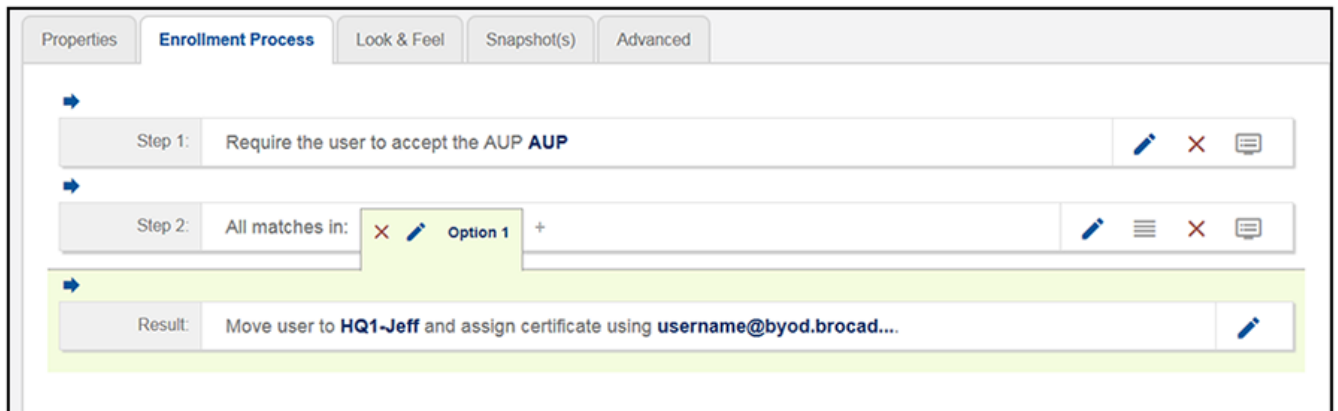 Properties Enrollment Process Look & Feel Snapshot(s) Advanced
Step 1: Require the user to accept the AUP AUP
Step 2: All matches in: Option 1 +
Result: Move user to HQ1-Jeff and assign certificate using username@byod.brocad....